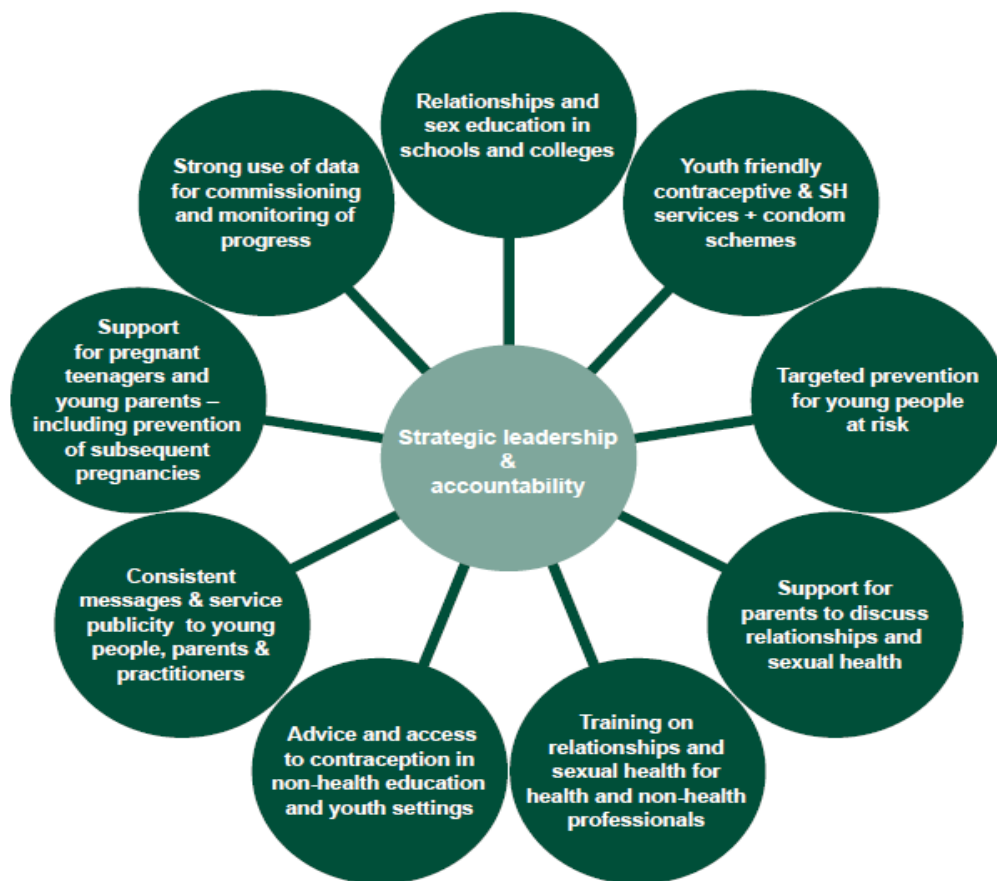 Relationships and
sex education in
schools and colleges
Youth friendly
contraceptive & SH
services + condom
schemes
Targeted prevention
for young people
at risk
Support for
parents to discuss
relationships and
sexual health
Training on
relationships and
sexual health for
health and non-health
professionals
Advice and access
to contraception in
non-health education
and youth settings
Consistent
messages & service
publicity to young
people, parents &
practitioners
Support
for pregnant
teenagers and
young parents –
including prevention
of subsequent
pregnancies
Strong use of data
for commissioning
and monitoring of
progress
Strategic leadership
&
accountability